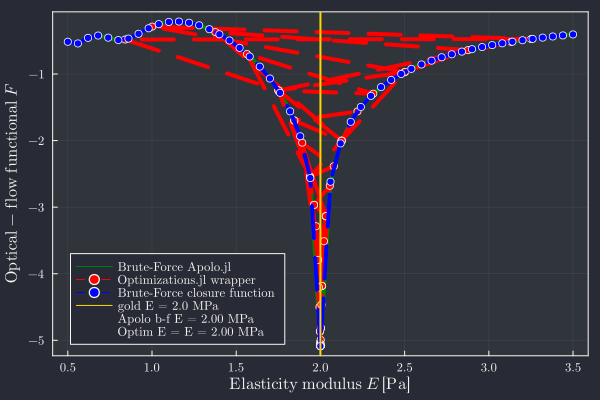 Optical − flow functional F
−1
−2
−3
−4
−5
Brute-Force Apolo.jl
Optimizations.jl wrapper
Brute-Force closure function
gold E = 2.0 MPa
Apolo b-f E = 2.00 MPa
Optim E = E = 2.00 MPa
0.5 1.0 1.5 2.0 2.5 3.0 3.5
Elasticity modulus E [Pa]